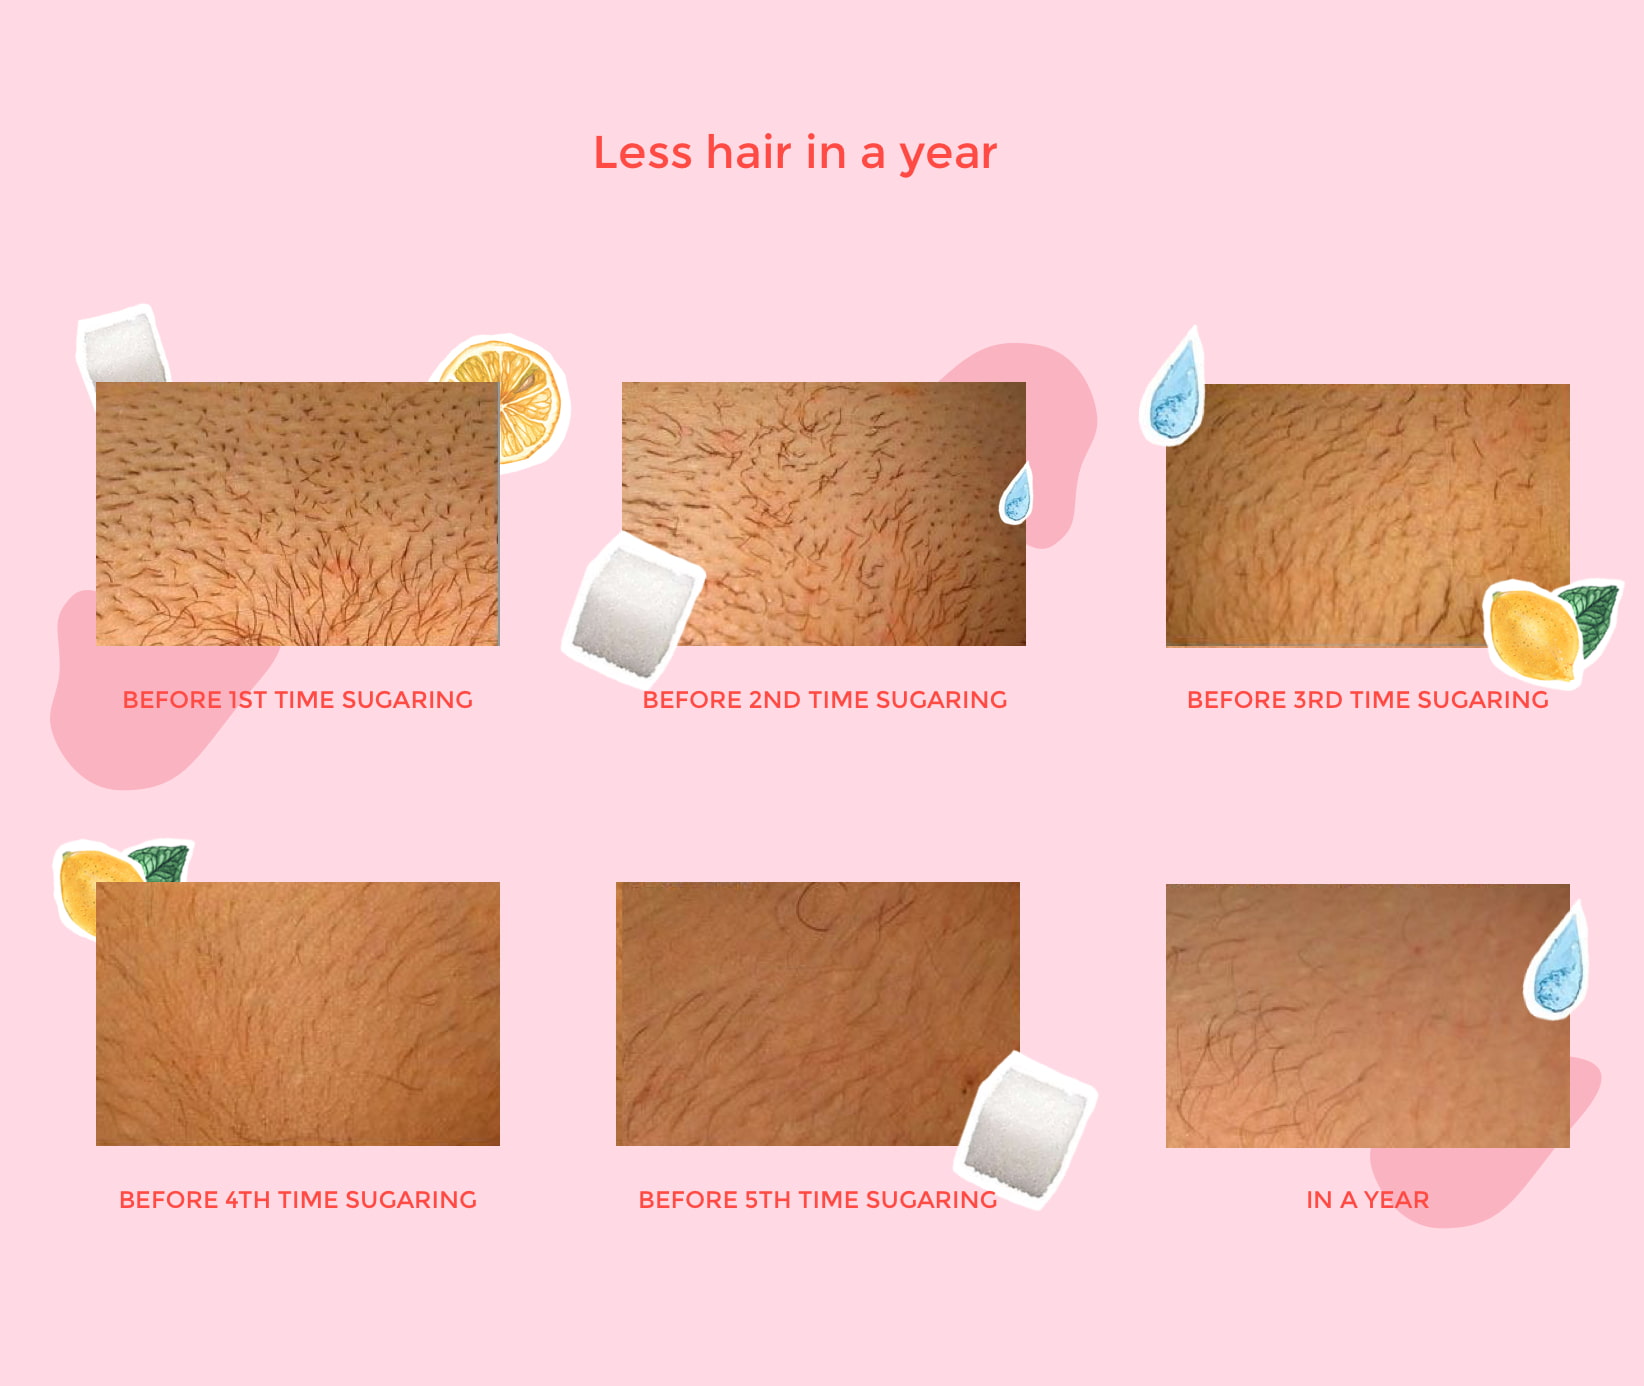 Less hair in a year
BEFORE 1ST TIME SUGARING
BEFORE 2ND TIME SUGARING
BEFORE 3RD TIME SUGARING
BEFORE 4TH TIME SUGARING
BEFORE 5TH TIME SUGARING
IN A YEAR